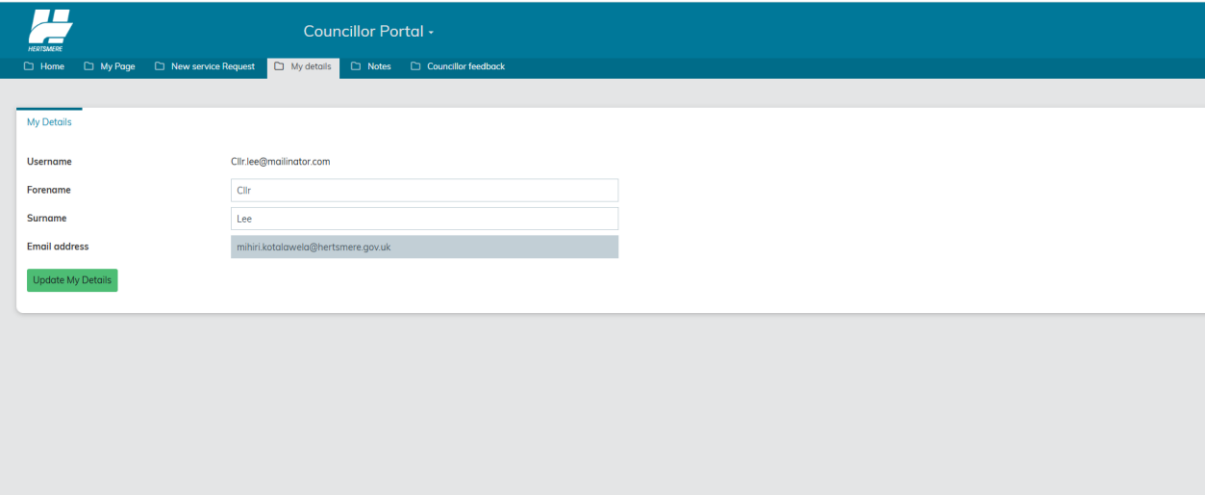 HERTSMERE
Councillor Portal
Home My Page New service Request My details Notes Councillor feedback
My Details
Username Cllr.lee@mailinator.com
Forename Cllr
Surname Lee
Email address mihiri.kotalawela@hertsmere.gov.uk
Update My Details